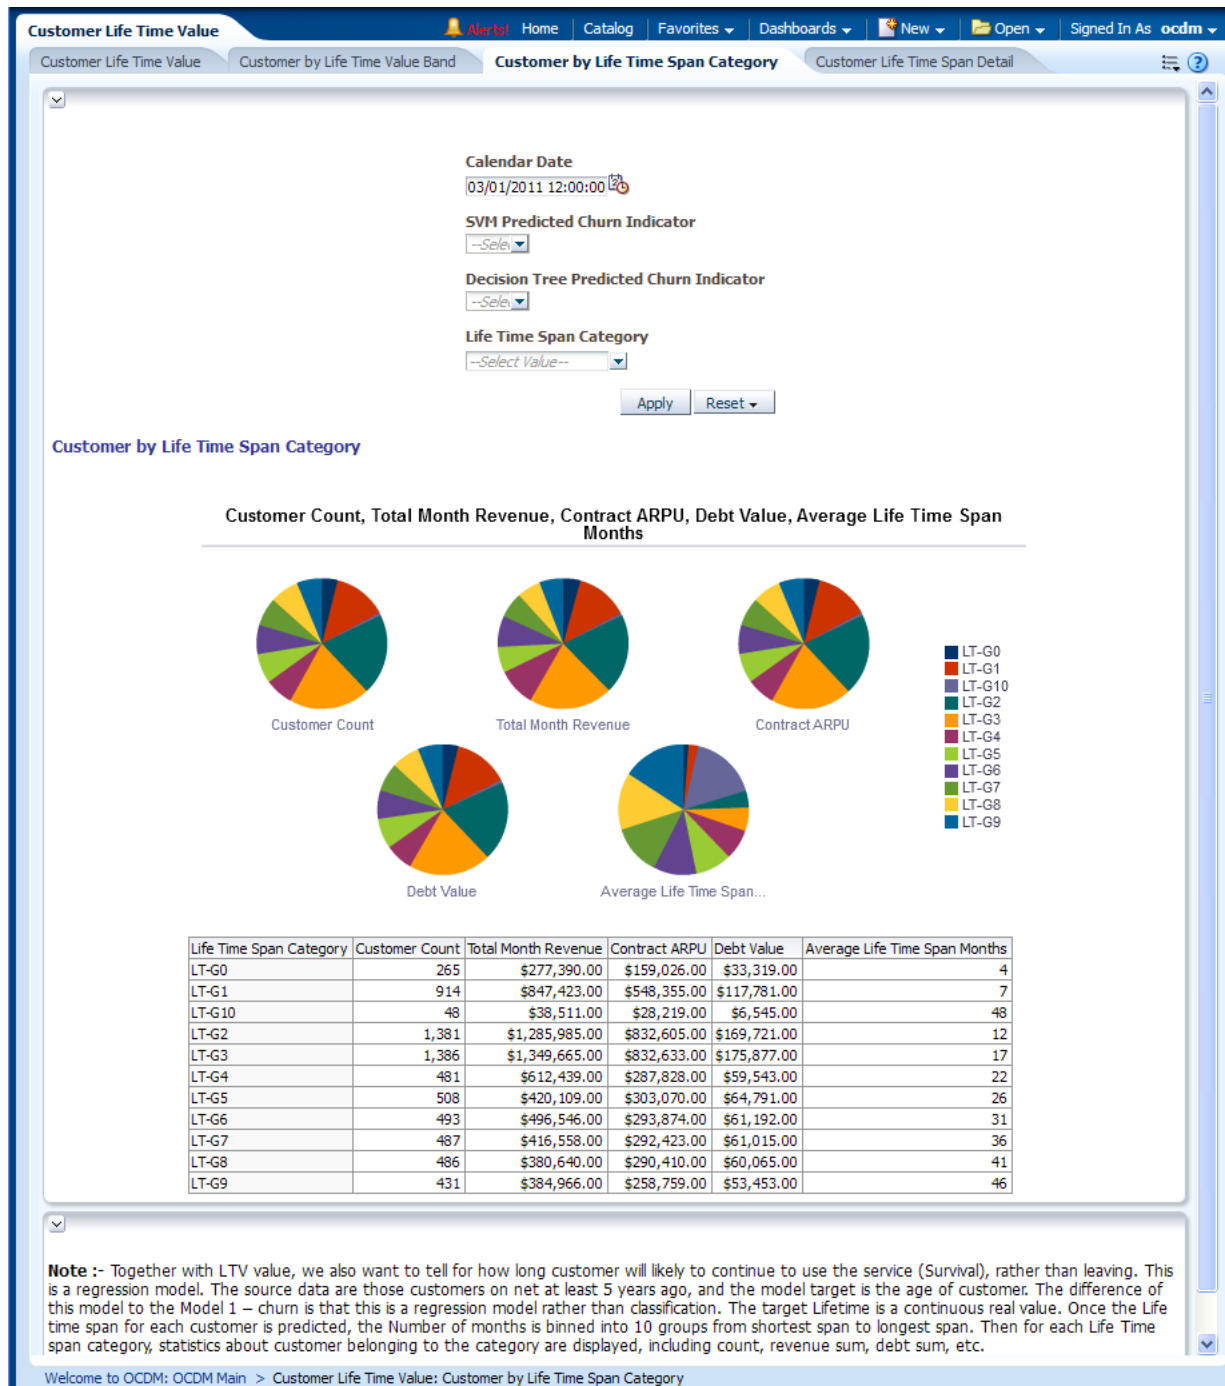 Customer Life Time Value
Alerts! Home Catalog Favorites Dashboards New Open Signed In As ocdm
Customer Life Time Value Customer by Life Time Value Band Customer by Life Time Span Category Customer Life Time Span Detail
Calendar Date
03/01/2011 12:00:00
SVM Predicted Churn Indicator
--Sele
Decision Tree Predicted Churn Indicator
--Sele
Life Time Span Category
--Select Value--
Apply Reset
Customer by Life Time Span Category
Customer Count, Total Month Revenue, Contract ARPU, Debt Value, Average Life Time Span
Months
Customer Count
Total Month Revenue
Contract ARPU
LT-G0
LT-G1
LT-G10
LT-G2
LT-G3
LT-G4
LT-G5
LT-G6
LT-G7
LT-G8
LT-G9
Debt Value
Average Life Time Span...
Life Time Span Category Customer Count Total Month Revenue Contract ARPU Debt Value Average Life Time Span Months
LT-G0 265 $277,390.00 $159,026.00 $33,319.00 4
LT-G1 914 $847,423.00 $548,355.00 $117,781.00 7
LT-G10 48 $38,511.00 $28,219.00 $6,545.00 48
LT-G2 1,381 $1,285,985.00 $832,605.00 $169,721.00 12
LT-G3 1,386 $1,349,665.00 $832,633.00 $175,877.00 17
LT-G4 481 $612,439.00 $287,828.00 $59,543.00 22
LT-G5 508 $420,109.00 $303,070.00 $64,791.00 26
LT-G6 493 $496,546.00 $293,874.00 $61,192.00 31
LT-G7 487 $416,558.00 $292,423.00 $61,015.00 36
LT-G8 486 $380,640.00 $290,410.00 $60,065.00 41
LT-G9 431 $384,966.00 $258,759.00 $53,453.00 46
Note :- Together with LTV value, we also want to tell for how long customer will likely to continue to use the service (Survival), rather than leaving. This
is a regression model. The source data are those customers on net at least 5 years ago, and the model target is the age of customer. The difference of
this model to the Model 1 – churn is that this is a regression model rather than classification. The target Lifetime is a continuous real value. Once the Life
time span for each customer is predicted, the Number of months is binned into 10 groups from shortest span to longest span. Then for each Life Time
span category, statistics about customer belonging to the category are displayed, including count, revenue sum, debt sum, etc.
Welcome to OCDM: OCDM Main > Customer Life Time Value: Customer by Life Time Span Category